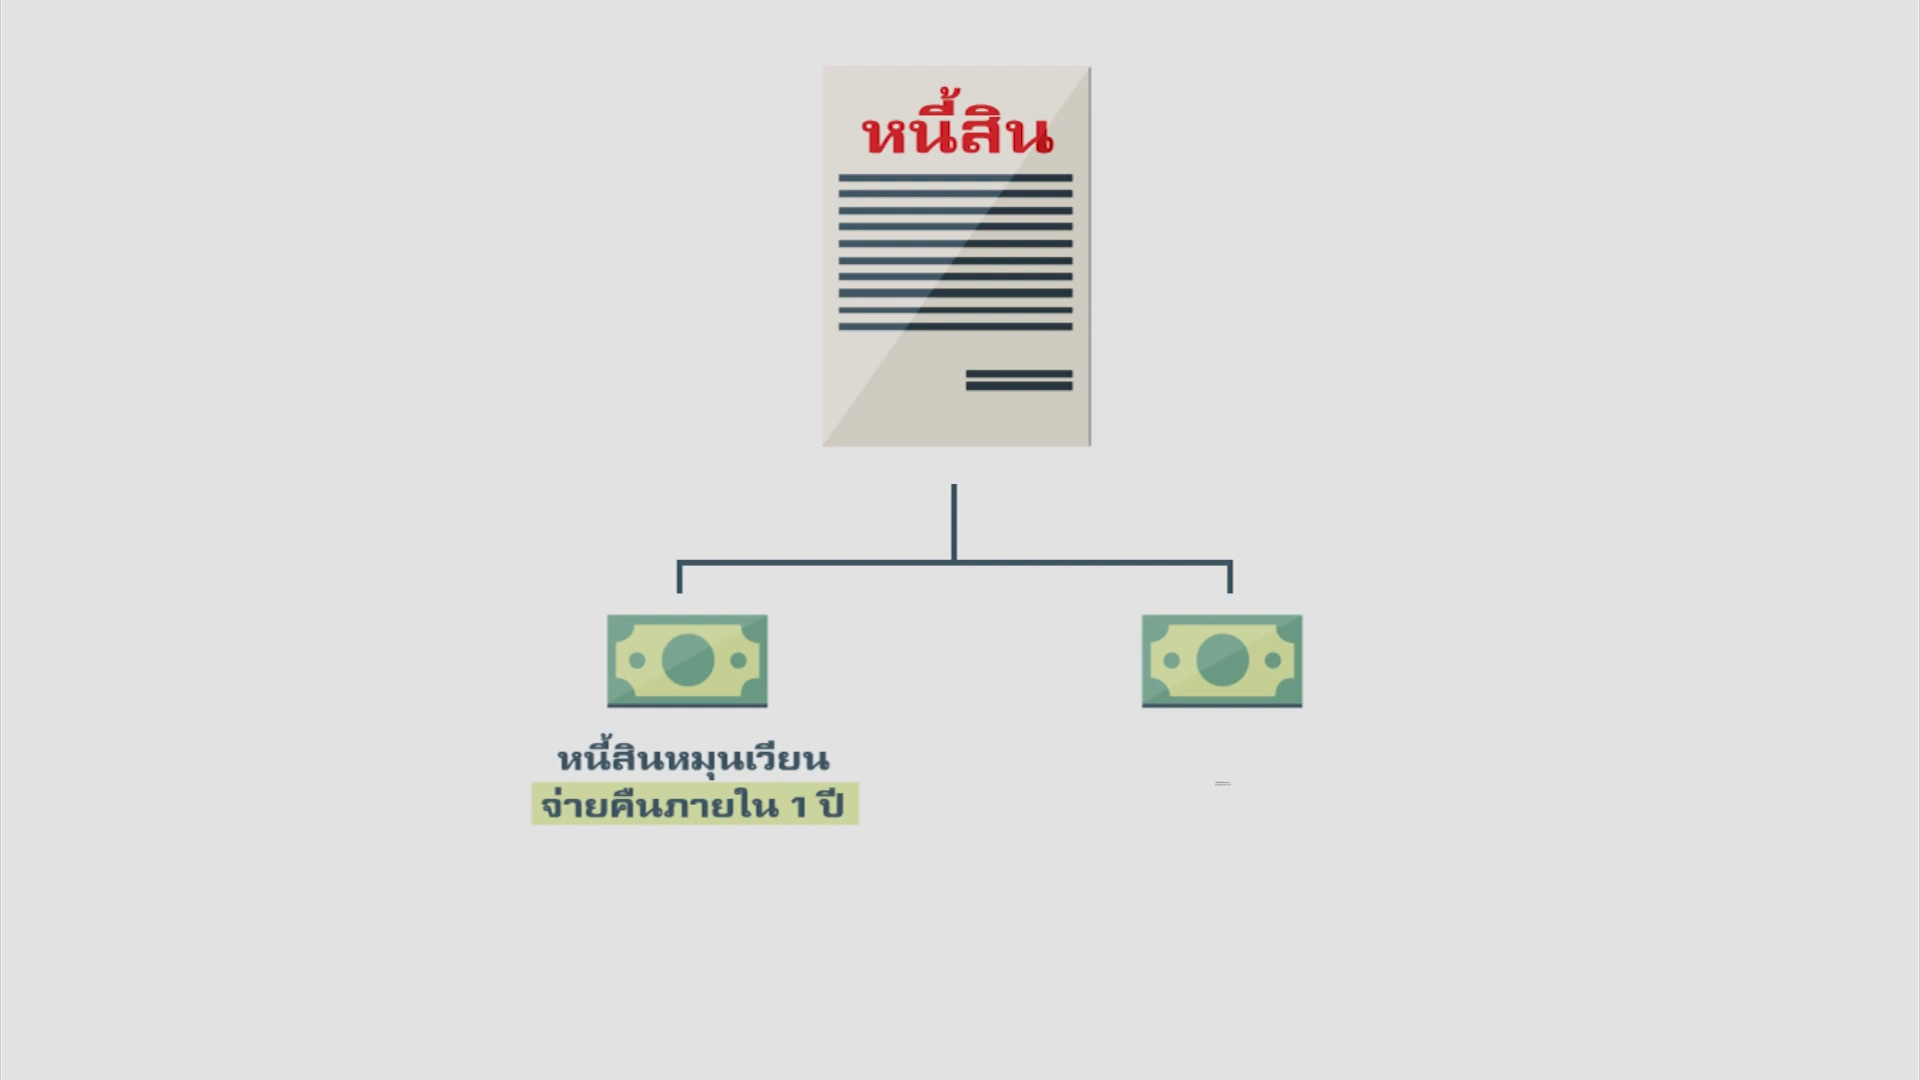 หนี้สิน
หนี้สินหมุนเวียน
จ่ายคืนภายใน 1 ปี